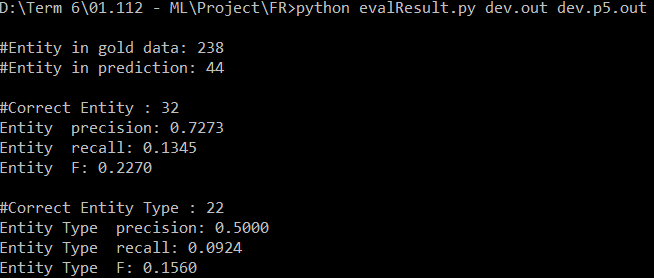 D:\Term 6\01.112 - ML\Project\FR>python evalResult.py dev.out dev.p5.out
#Entity in gold data: 238
#Entity in prediction: 44
#Correct Entity : 32
Entity  precision: 0.7273
Entity  recall: 0.1345
Entity  F: 0.2270
#Correct Entity Type : 22
Entity Type  precision: 0.5000
Entity Type  recall: 0.0924
Entity Type  F: 0.1560